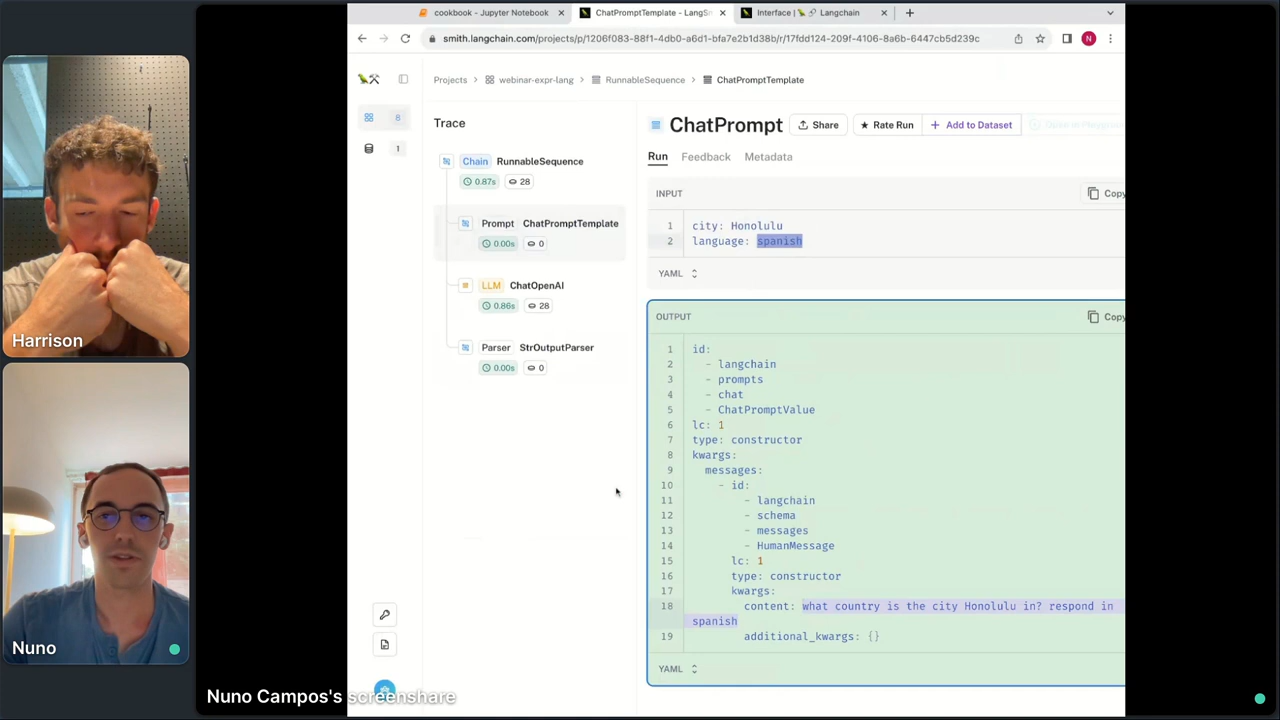 cookbook - Jupyter Notebook
ChatPromptTemplate - LangSm
Interface | Langchain
smith.langchain.com/projects/p/1206f083-88f1-4db0-a6d1-bfa7e2b1d38b/r/17fdd124-209f-4106-8a6b-6447cb5d239c
N
Projects > webinar-expr-lang > RunnableSequence > ChatPromptTemplate
8
1
Trace
Chain RunnableSequence
0.87s 28
Prompt ChatPromptTemplate
0.00s 0
LLM ChatOpenAI
0.86s 28
Parser StrOutputParser
0.00s 0
ChatPrompt
Share
Rate Run
+ Add to Dataset
Run Feedback Metadata
INPUT
Copy
1 city: Honolulu
2 language: spanish
YAML
OUTPUT
Copy
1 id:
2 - langchain
3 - prompts
4 - chat
5 - ChatPromptValue
6 lc: 1
7 type: constructor
8 kwargs:
9 messages:
10 - id:
11 - langchain
12 - schema
13 - messages
14 - HumanMessage
15 lc: 1
16 type: constructor
17 kwargs:
18 content: what country is the city Honolulu in? respond in
spanish
19 additional_kwargs: {}
YAML
Harrison
Nuno
Nuno Campos's screenshare